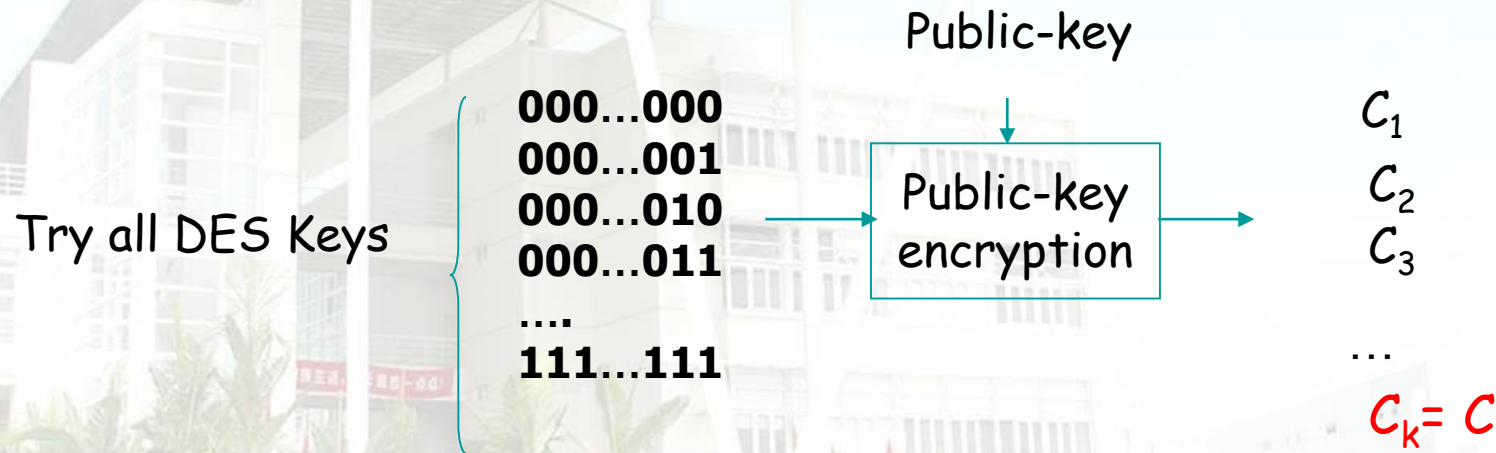 Public-key
Try all DES Keys
000...000
000...001
000...010
000...011
....
111...111
Public-key
encryption
C₁
C₂
C₃
...
Cₖ= C